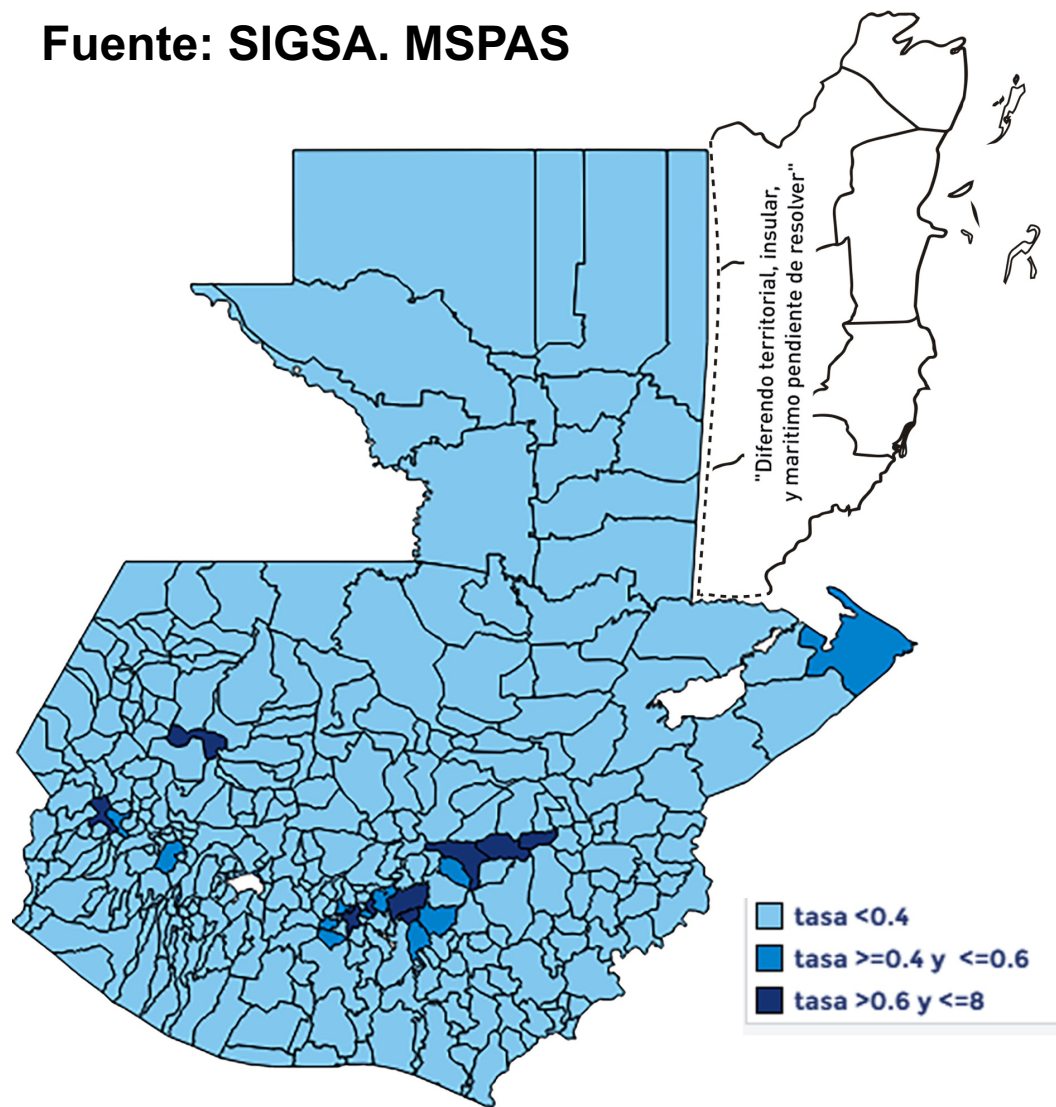 Fuente: SIGSA. MSPAS
"Diferendo territorial, insular,
y marítimo pendiente de resolver"
tasa <0.4
tasa >=0.4 y <=0.6
tasa >0.6 y <=8